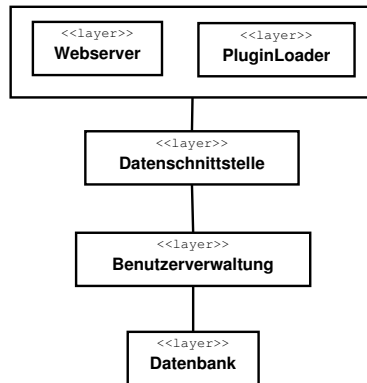 <<layer>>
Webserver
<<layer>>
PluginLoader
<<layer>>
Datenschnittstelle
<<layer>>
Benutzerverwaltung
<<layer>>
Datenbank